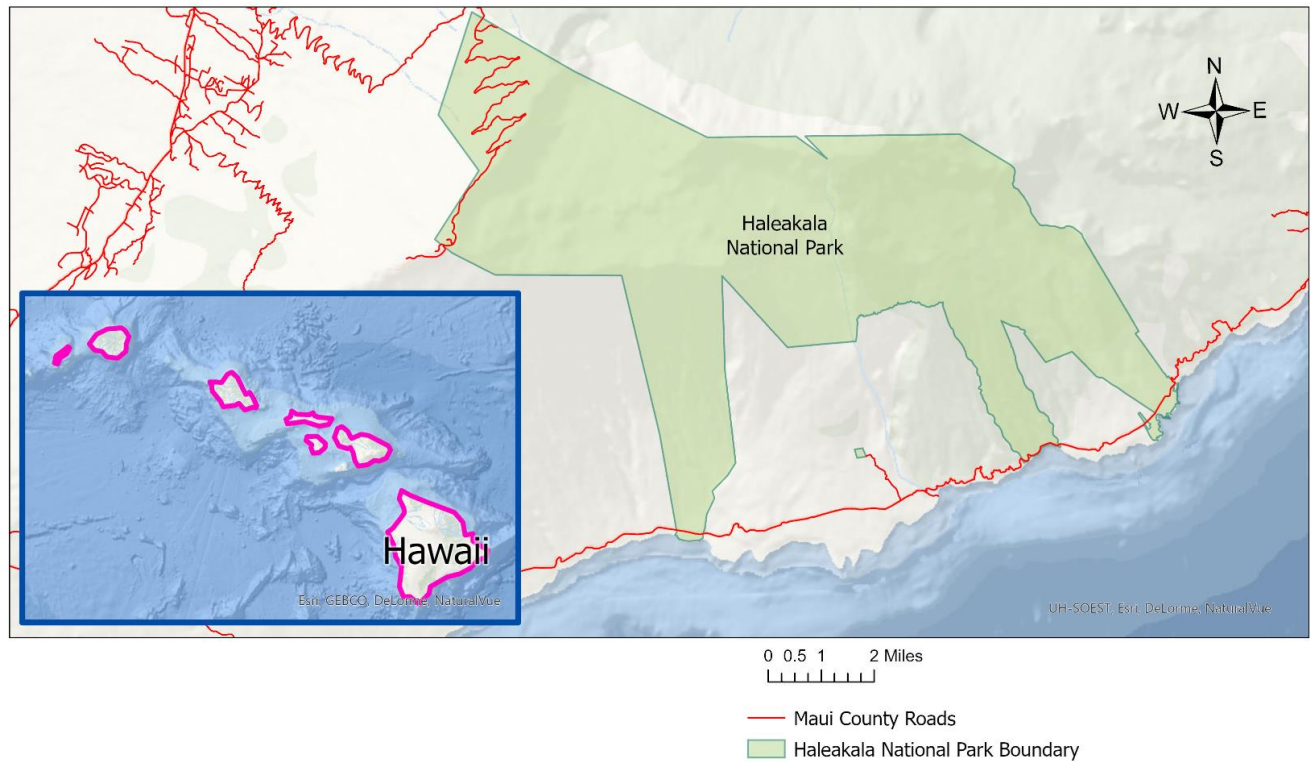 N
W E
S
Haleakala
National Park
Hawaii
Esri, GEBCO, DeLorme, NaturalVue
UH-SOEST, Esri, DeLorme, NaturalVue
0 0.5 1 2 Miles
Maui County Roads
Haleakala National Park Boundary